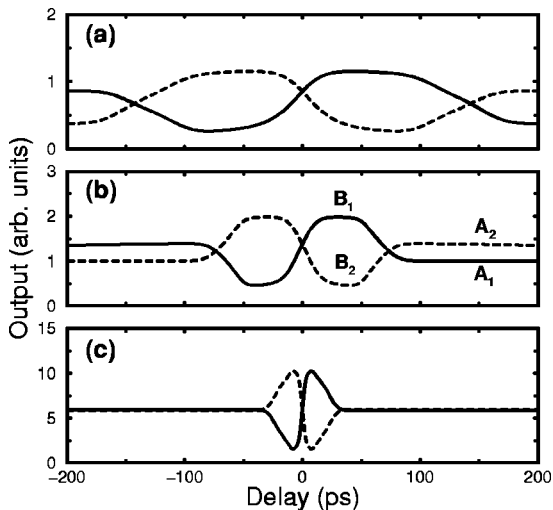 (a)
2
1
0
(b)
3
2
1
0
B₁
B₂
A₂
A₁
(c)
15
10
5
0
−200
−100
0
100
200
Delay (ps)
Output (arb. units)